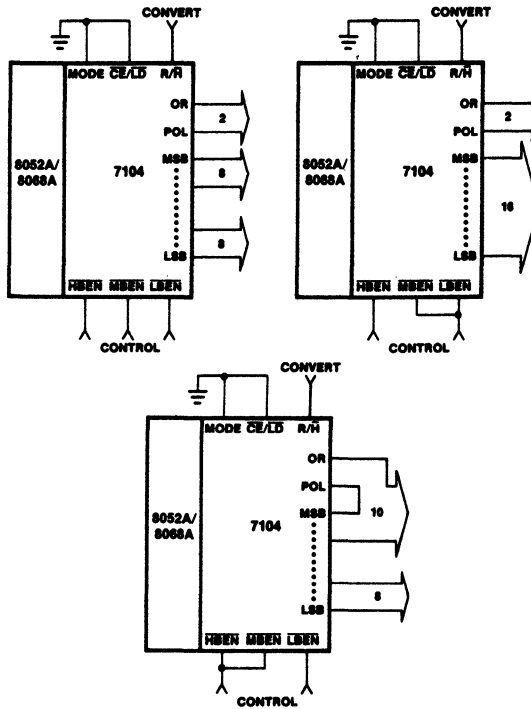 CONVERT
MODE CE/LD R/H
OR
2
POL
8052A/
8068A
7104
MSB
8
8
LSB
HBEN MBEN LBEN
CONTROL
CONVERT
MODE CE/LD R/H
OR
2
POL
8052A/
8068A
7104
MSB
16
LSB
HBEN MBEN LBEN
CONTROL
CONVERT
MODE CE/LD R/H
OR
POL
10
8052A/
8068A
7104
MSB
8
LSB
HBEN MBEN LBEN
CONTROL